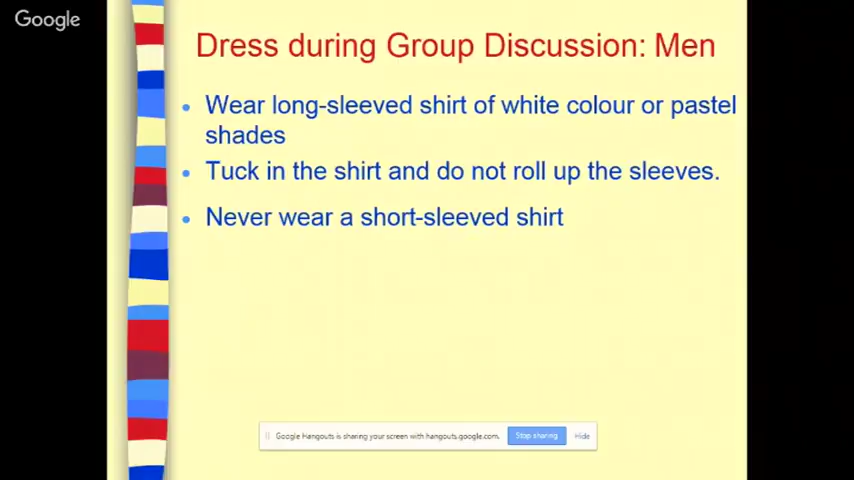 Google
Dress during Group Discussion: Men
• Wear long-sleeved shirt of white colour or pastel
shades
• Tuck in the shirt and do not roll up the sleeves.
• Never wear a short-sleeved shirt
Google Hangouts is sharing your screen with hangouts.google.com. Stop sharing Hide